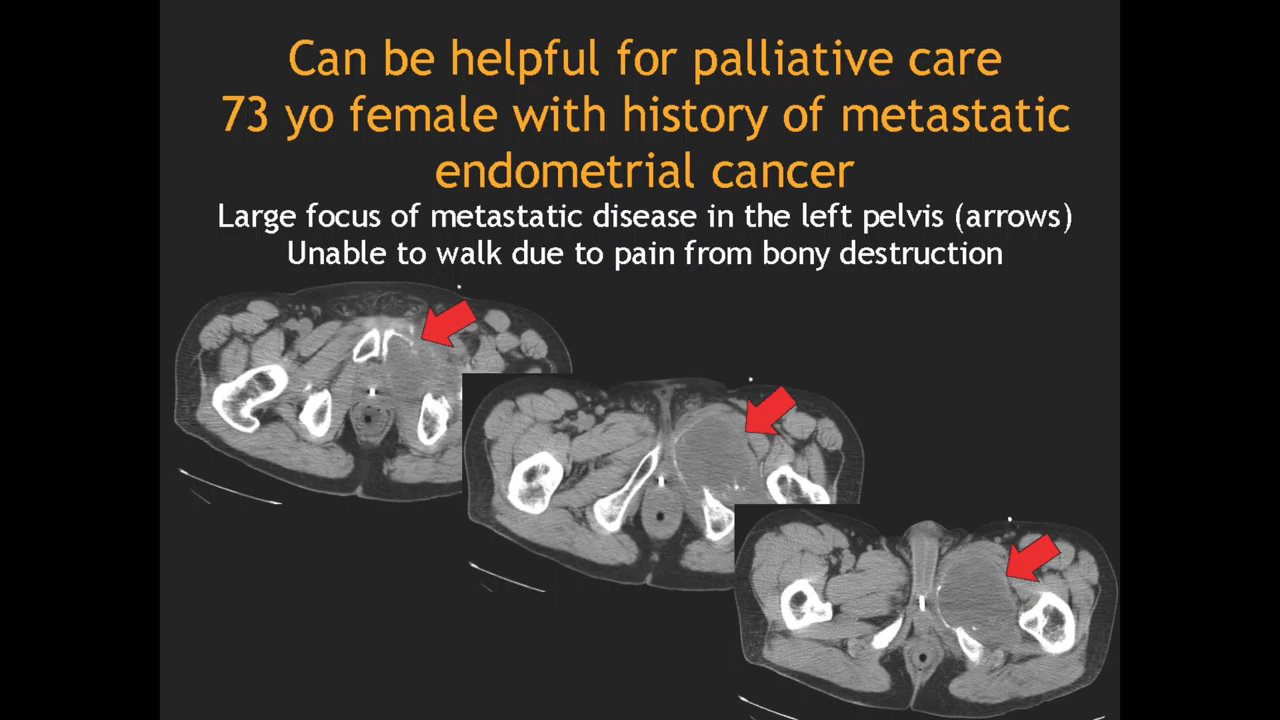 Can be helpful for palliative care
73 yo female with history of metastatic
endometrial cancer
Large focus of metastatic disease in the left pelvis (arrows)
Unable to walk due to pain from bony destruction